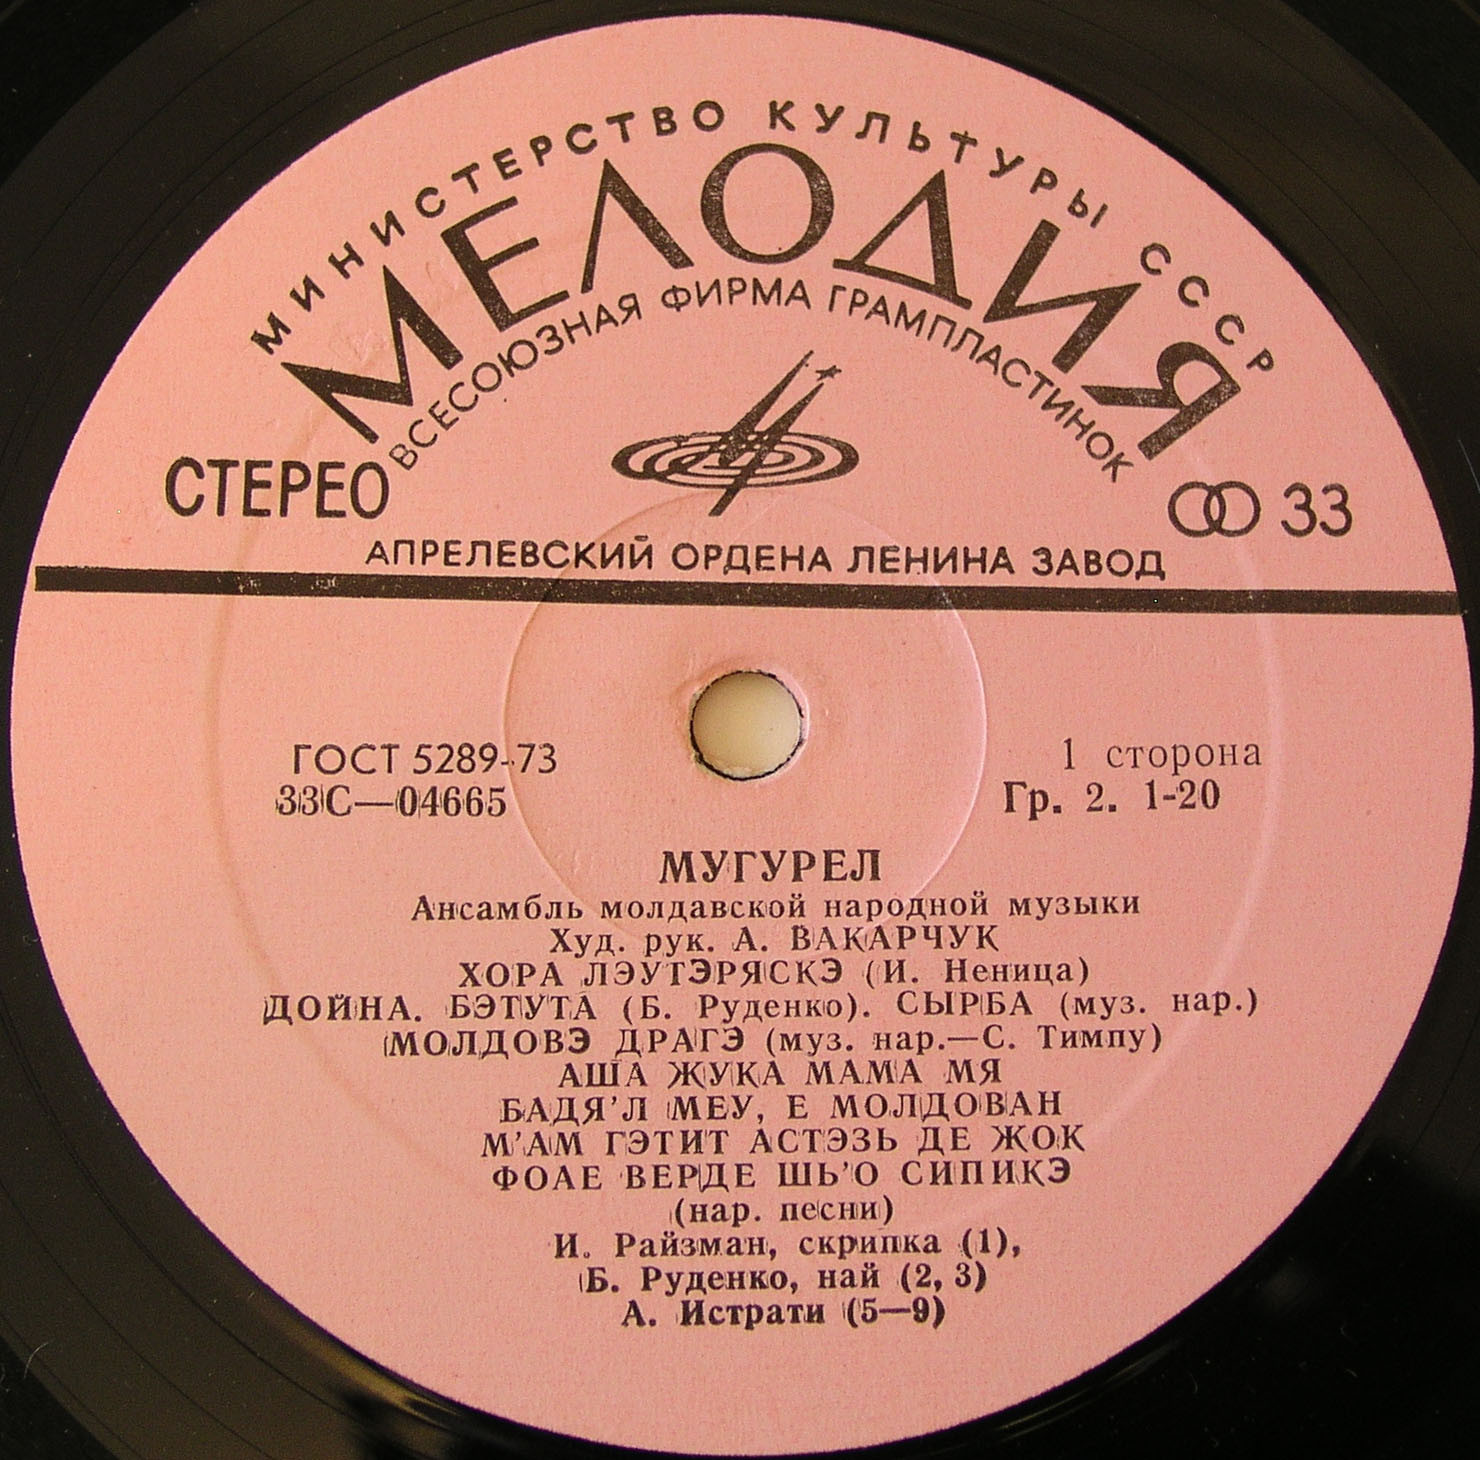 МИНИСТЕРСТВО КУЛЬТУРЫ СССР
МЕЛОДИЯ
ВСЕСОЮЗНАЯ ФИРМА ГРАМПЛАСТИНОК
СТЕРЕО
33
АПРЕЛЕВСКИЙ ОРДЕНА ЛЕНИНА ЗАВОД
ГОСТ 5289-73
1 сторона
33С—04665
Гр. 2. 1-20
МУГУРЕЛ
Ансамбль молдавской народной музыки
Худ. рук. А. ВАКАРЧУК
ХОРА ЛЭУТЭРЯСКЭ (И. Неница)
ДОЙНА. БЭТУТА (Б. Руденко). СЫРБА (муз. нар.)
МОЛДОВЭ ДРАГЭ (муз. нар.—С. Тимпу)
АША ЖУКА МАМА МЯ
БАДЯ'Л МЕУ, Е МОЛДОВАН
М'АМ ГЭТИТ АСТЭЗЬ ДЕ ЖОК
ФОАЕ ВЕРДЕ ШЬ'О СИПИКЭ
(нар. песни)
И. Райзман, скрипка (1),
Б. Руденко, най (2, 3)
А. Истрати (5—9)